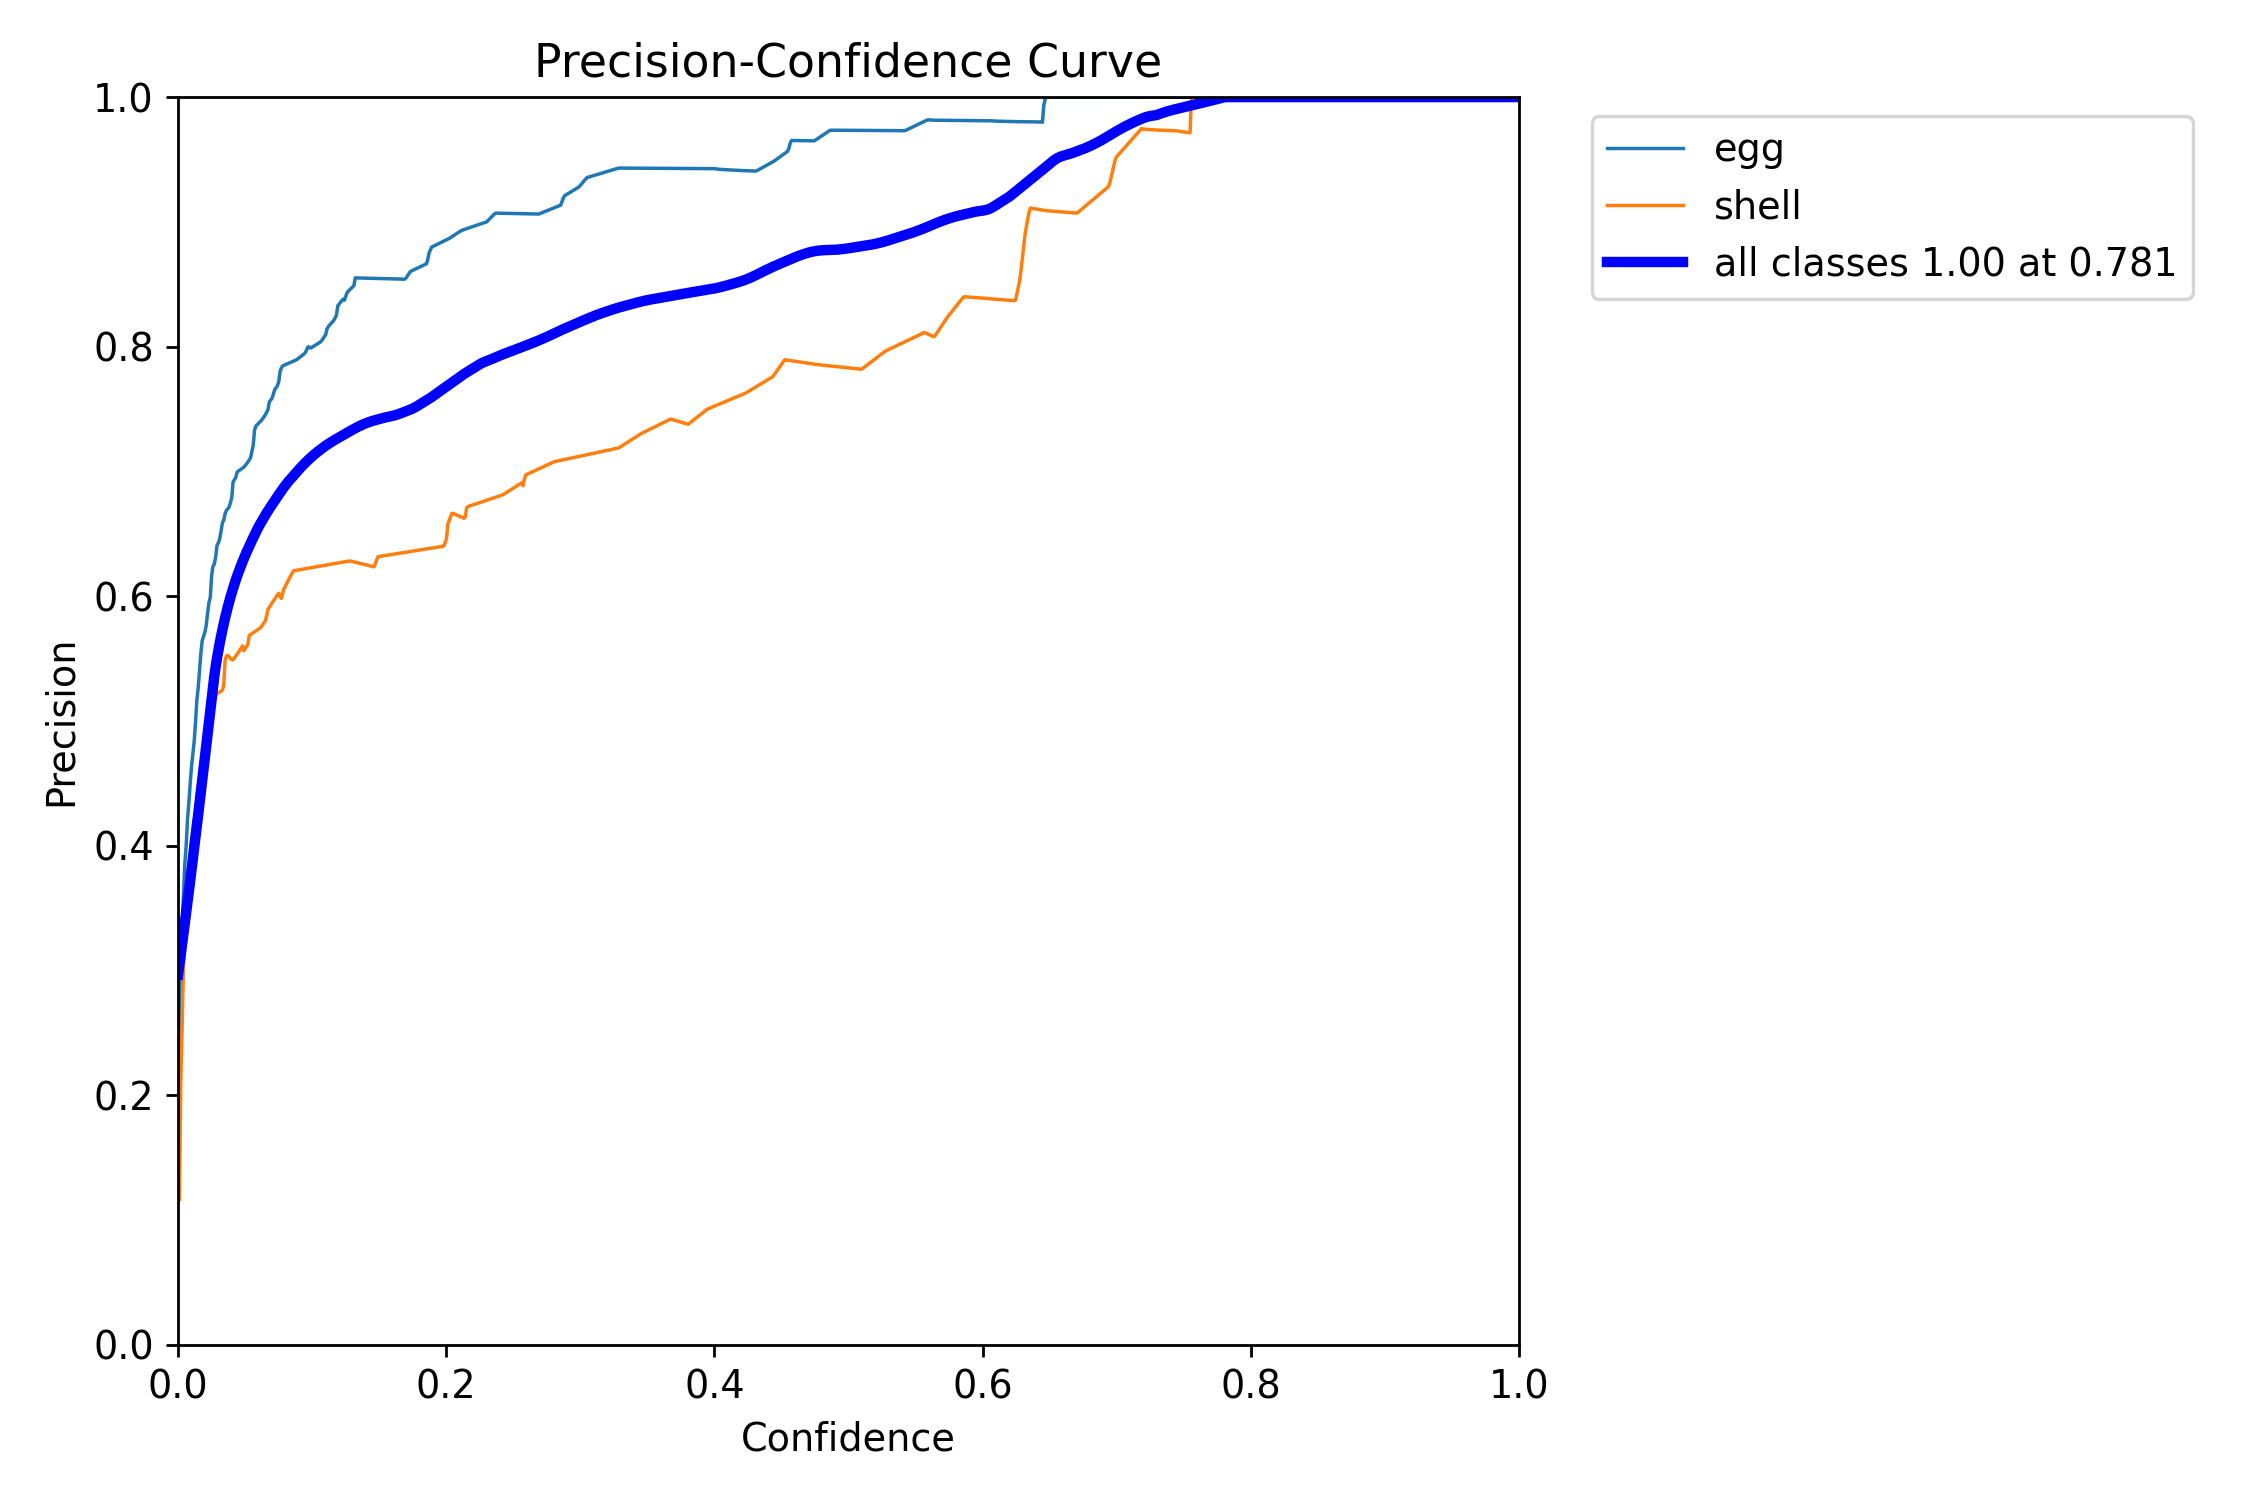 Precision-Confidence Curve
1.0
0.8
0.6
0.4
0.2
0.0
Precision
0.0 0.2 0.4 0.6 0.8 1.0
Confidence
egg
shell
all classes 1.00 at 0.781